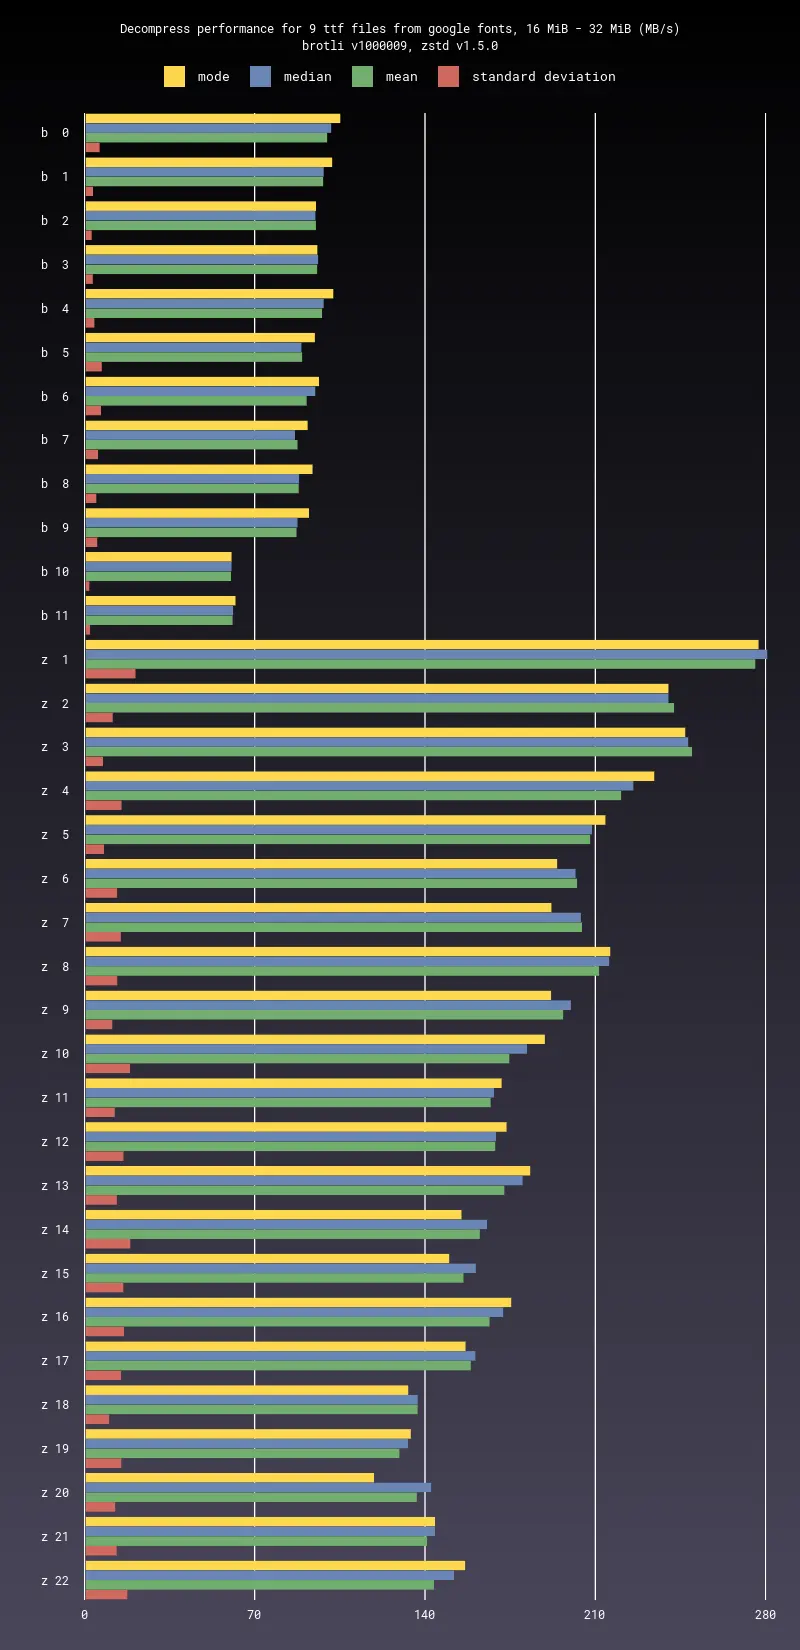 Decompress performance for 9 ttf files from google fonts, 16 MiB - 32 MiB (MB/s)
brotli v1000009, zstd v1.5.0
mode median mean standard deviation
b 0
b 1
b 2
b 3
b 4
b 5
b 6
b 7
b 8
b 9
b 10
b 11
z 1
z 2
z 3
z 4
z 5
z 6
z 7
z 8
z 9
z 10
z 11
z 12
z 13
z 14
z 15
z 16
z 17
z 18
z 19
z 20
z 21
z 22
0 70 140 210 280